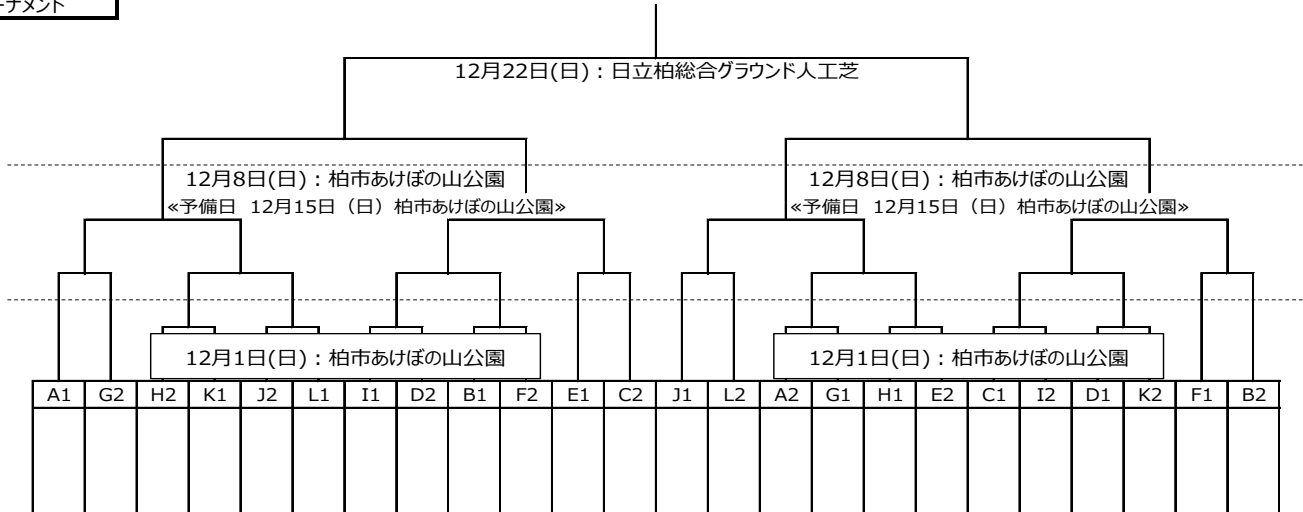 ーナメント
12月22日(日)：日立柏総合グラウンド人工芝
12月8日(日)：柏市あけぼの山公園 12月8日(日)：柏市あけぼの山公園
≪予備日 12月15日（日）柏市あけぼの山公園≫ ≪予備日 12月15日（日）柏市あけぼの山公園≫
12月1日(日)：柏市あけぼの山公園 12月1日(日)：柏市あけぼの山公園
A1 G2 H2 K1 J2 L1 I1 D2 B1 F2 E1 C2 J1 L2 A2 G1 H1 E2 C1 I2 D1 K2 F1 B2